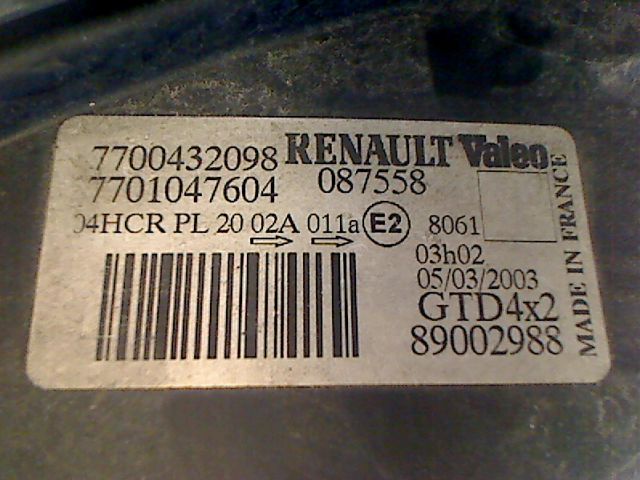 7700432098 RENAULT Valeo
7701047604 087558
04HCR PL 20 02A 011a E2 8061
03h02
05/03/2003
GTD4x2
89002988
MADE IN FRANCE